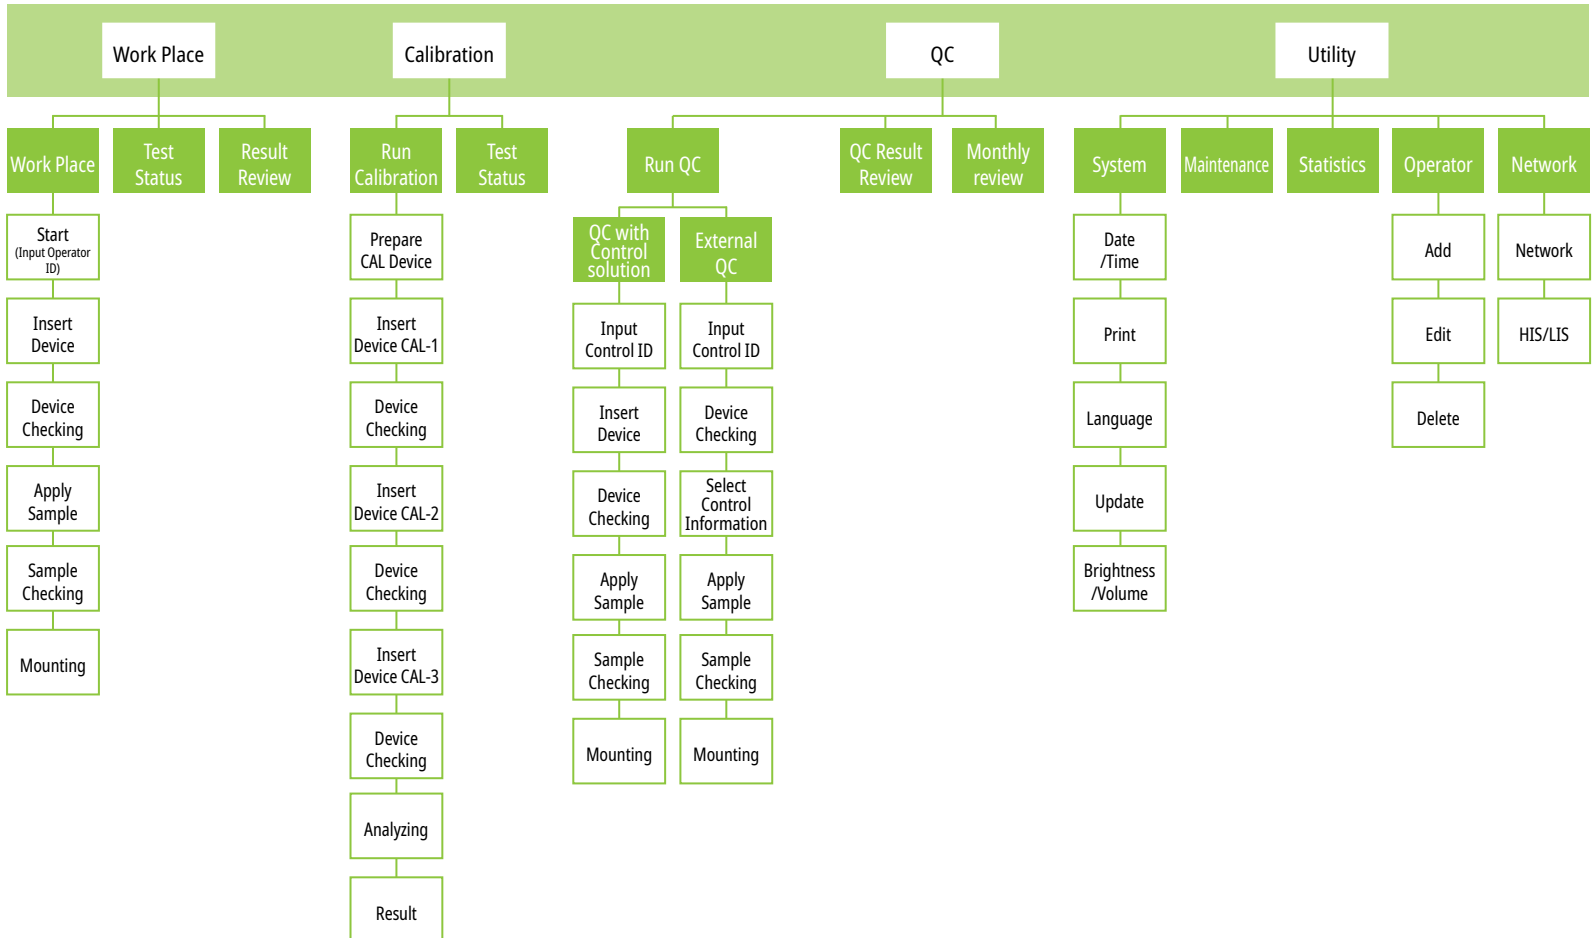 Work Place
Calibration
QC
Utility
Work Place
Test
Status
Result
Review
Run
Calibration
Test
Status
Run QC
QC Result
Review
Monthly
review
System
Maintenance
Statistics
Operator
Network
Start
(Input Operator
ID)
Insert
Device
Device
Checking
Apply
Sample
Sample
Checking
Mounting
Prepare
CAL Device
Insert
Device CAL-1
Device
Checking
Insert
Device CAL-2
Device
Checking
Insert
Device CAL-3
Device
Checking
Analyzing
Result
QC with
Control
solution
Input
Control ID
Insert
Device
Device
Checking
Apply
Sample
Sample
Checking
Mounting
External
QC
Input
Control ID
Device
Checking
Select
Control
Information
Apply
Sample
Sample
Checking
Mounting
Date
/Time
Print
Language
Update
Brightness
/Volume
Add
Edit
Delete
Network
HIS/LIS